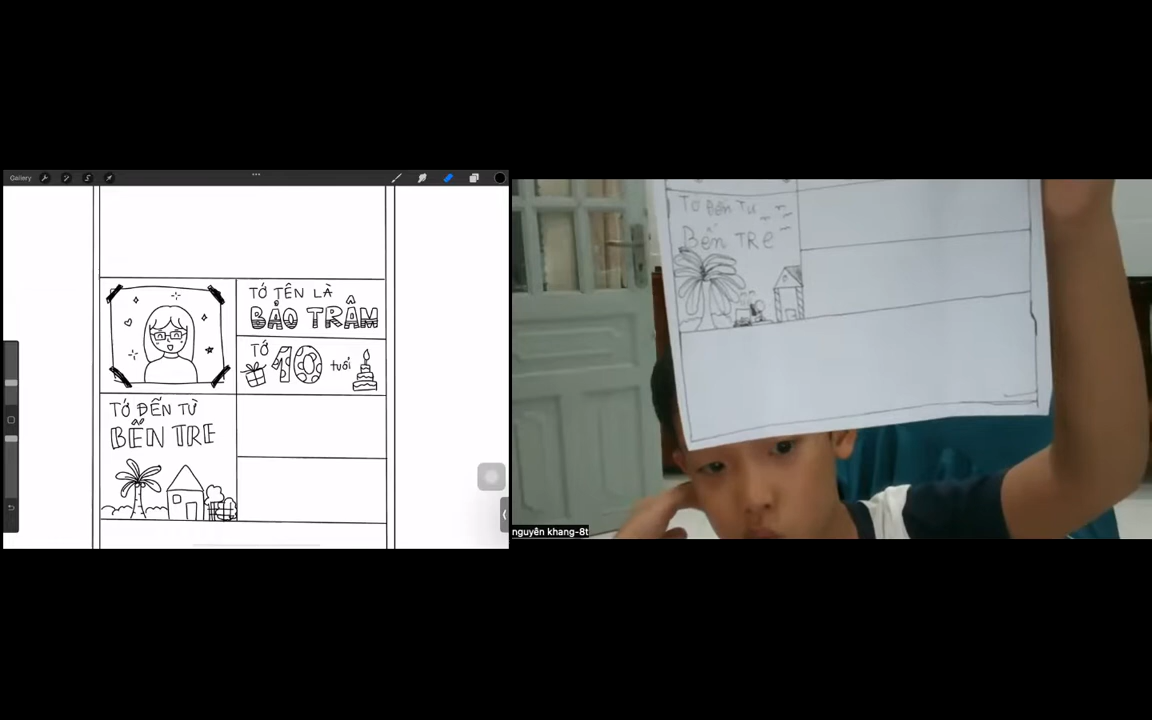 Gallery
TỚ TÊN LÀ
BẢO TRÂM
TỚ
10 tuổi
TỚ ĐẾN TỪ
BẾN TRE
TỚ ĐẾN TỪ
BẾN TRE
nguyễn khang-8t